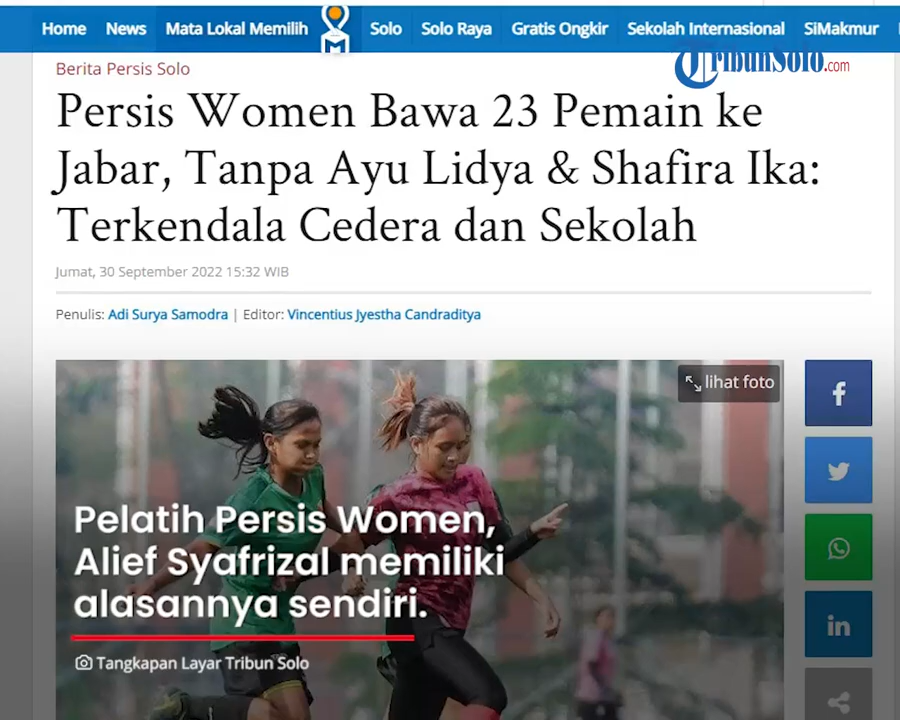 Home News Mata Lokal Memilih M Solo Solo Raya Gratis Ongkir Sekolah Internasional SiMakmur
Berita Persis Solo
TribunSolo.com
Persis Women Bawa 23 Pemain ke
Jabar, Tanpa Ayu Lidya & Shafira Ika:
Terkendala Cedera dan Sekolah
Jumat, 30 September 2022 15:32 WIB
Penulis: Adi Surya Samodra | Editor: Vincentius Jyestha Candraditya
lihat foto
Pelatih Persis Women,
Alief Syafrizal memiliki
alasannya sendiri.
Tangkapan Layar Tribun Solo